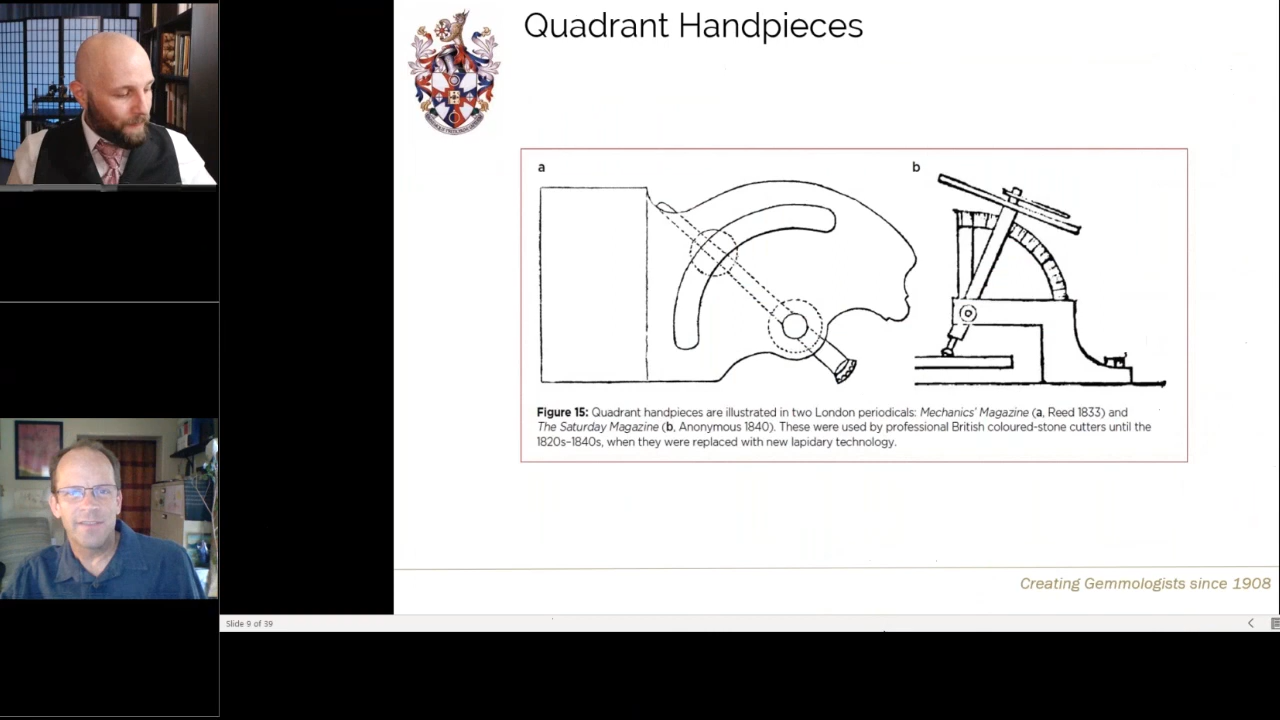 Quadrant Handpieces
a
b
Figure 15: Quadrant handpieces are illustrated in two London periodicals: Mechanics' Magazine (a, Reed 1833) and
The Saturday Magazine (b, Anonymous 1840). These were used by professional British coloured-stone cutters until the
1820s–1840s, when they were replaced with new lapidary technology.
Creating Gemmologists since 1908
Slide 9 of 39